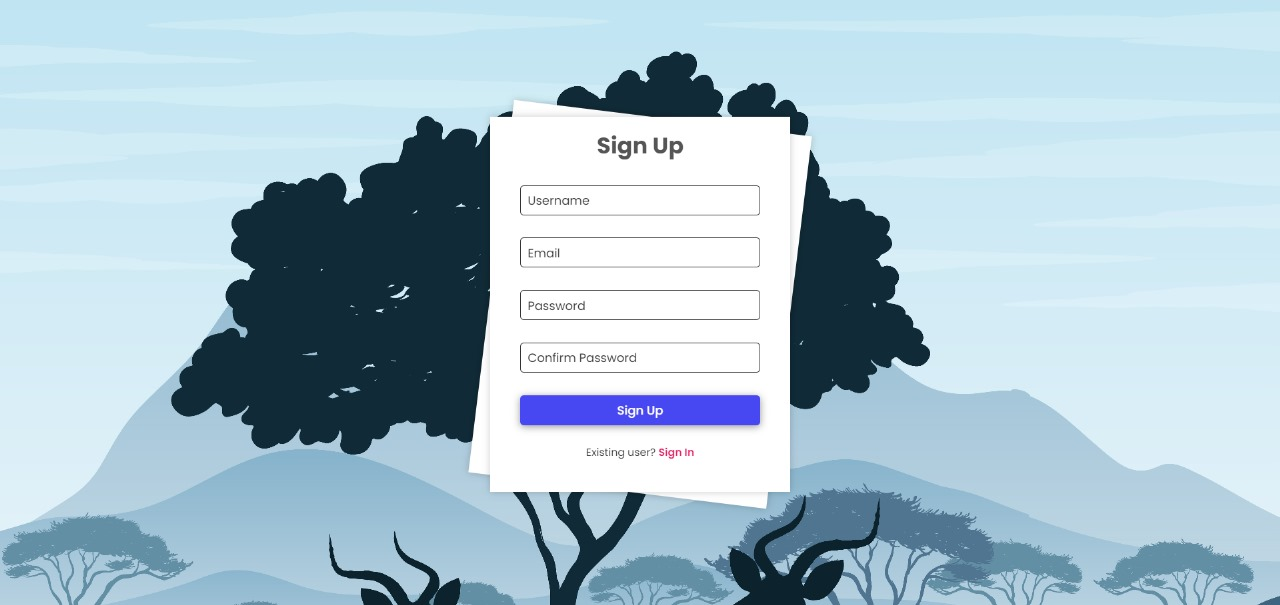 Sign Up
Username
Email
Password
Confirm Password
Sign Up
Existing user? Sign In